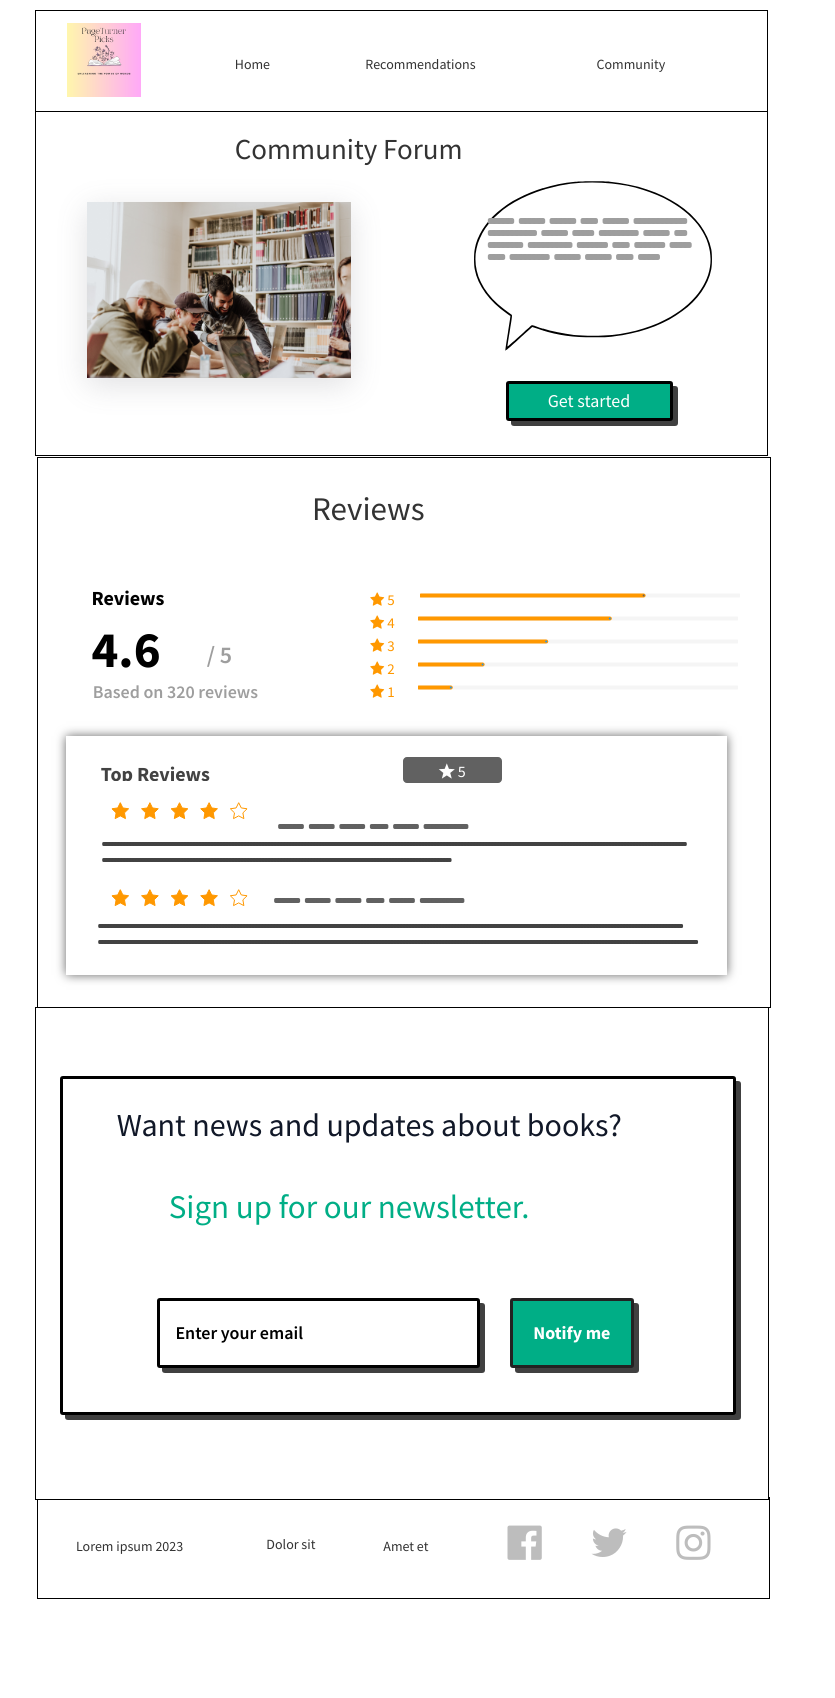 PageTurner
Picks
Home
Recommendations
Community
Community Forum
Get started
Reviews
Reviews
4.6 / 5
Based on 320 reviews
5
4
3
2
1
Top Reviews
5
Want news and updates about books?
Sign up for our newsletter.
Enter your email
Notify me
Lorem ipsum 2023
Dolor sit
Amet et